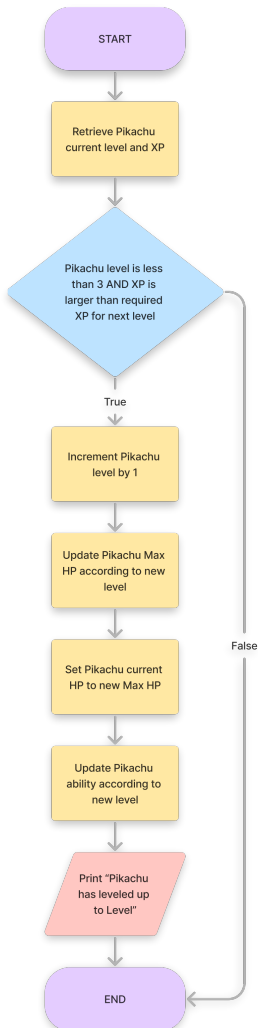 START
Retrieve Pikachu
current level and XP
Pikachu level is less
than 3 AND XP is
larger than required
XP for next level
True
Increment Pikachu
level by 1
Update Pikachu Max
HP according to new
level
Set Pikachu current
HP to new Max HP
False
Update Pikachu
ability according to
new level
Print “Pikachu
has leveled up
to Level”
END